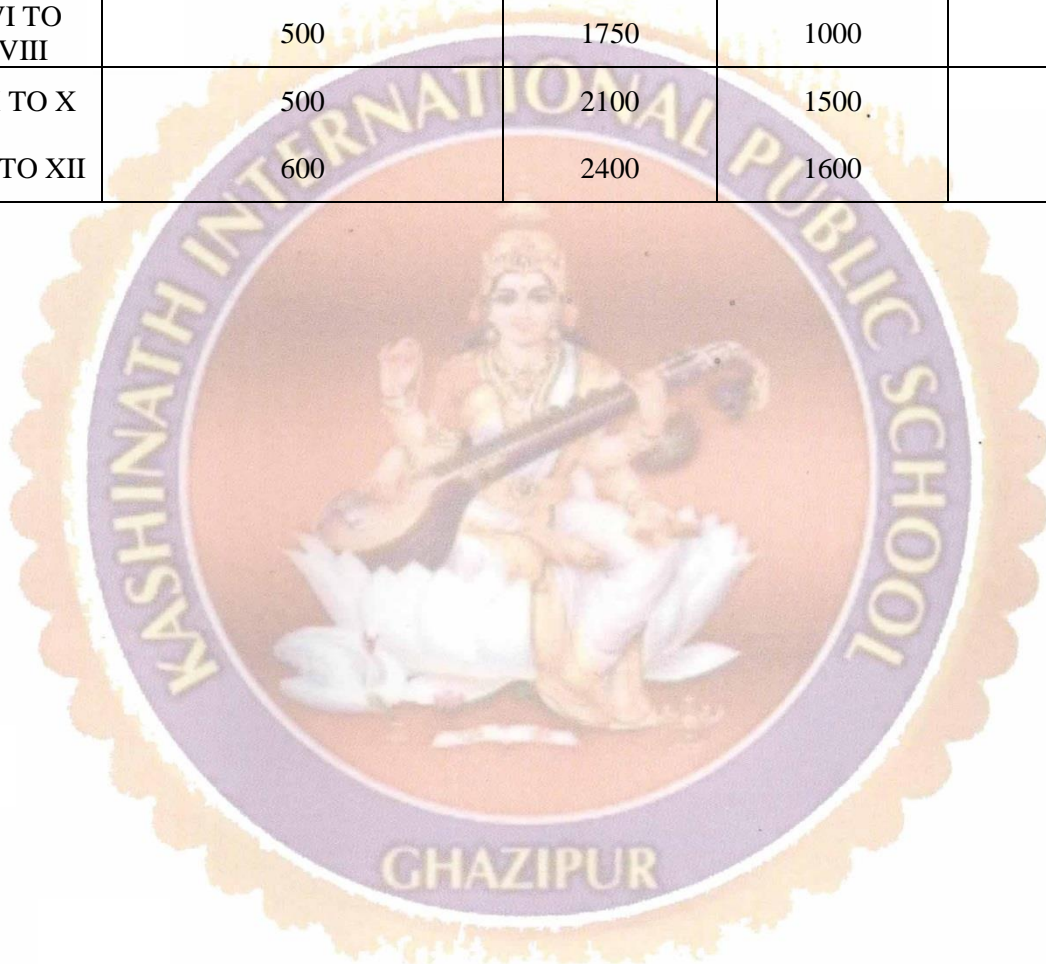 VI TO
VIII 500 1750 1000
TO X 500 2100 1500
TO XII 600 2400 1600
KASHINATH INTERNATIONAL PUBLIC SCHOOL
GHAZIPUR